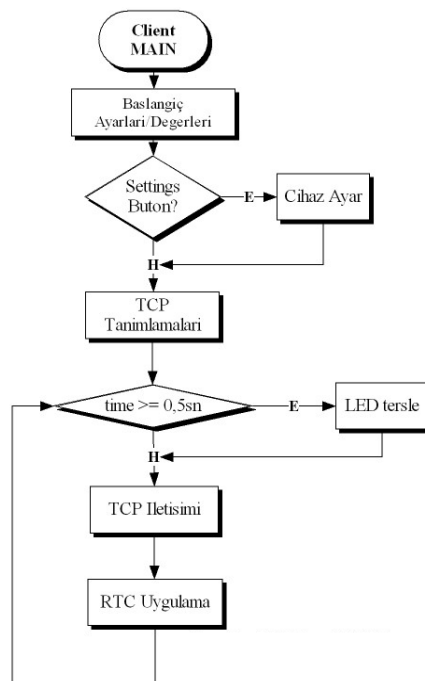 Client
MAIN
Baslangiç
Ayarlari/Degerleri
Settings
Buton?
E
Cihaz Ayar
H
TCP
Tanimlamalari
time >= 0,5sn
E
LED tersle
H
TCP Iletisimi
RTC Uygulama